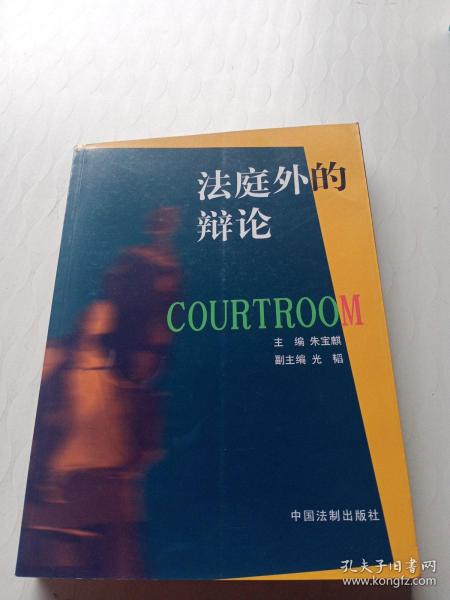 法庭外的
辩论
COURTROOM
主 编 朱宝麒
副主编 光 韬
中国法制出版社
孔夫子旧书网
www.kongfz.com